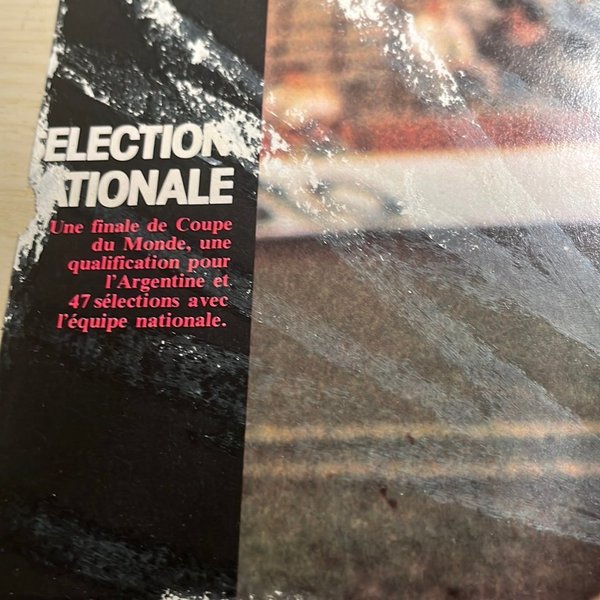 ELECTION
ATIONALE
Une finale de Coupe
du Monde, une
qualification pour
l'Argentine et
47 sélections avec
l'équipe nationale.